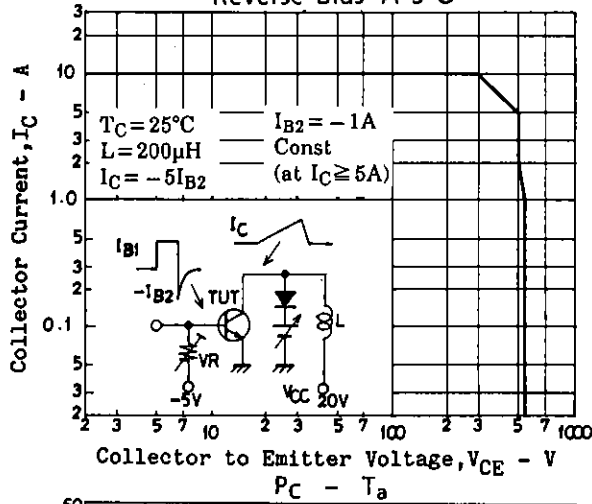 Reverse Bias A S O
3
2
10
5
3
2
1.0
5
3
2
0.1
5
3
2
Collector Current, IC – A
TC=25°C
L=200μH
IC=−5IB2
IB2=−1A
Const
(at IC≧5A)
IB1
−IB2
IC
TUT
VR
L
−5V
VCC
20V
2 3 5 7 10 2 3 5 7 100 2 3 5 7 1000
Collector to Emitter Voltage, VCE – V
PC – Ta
60